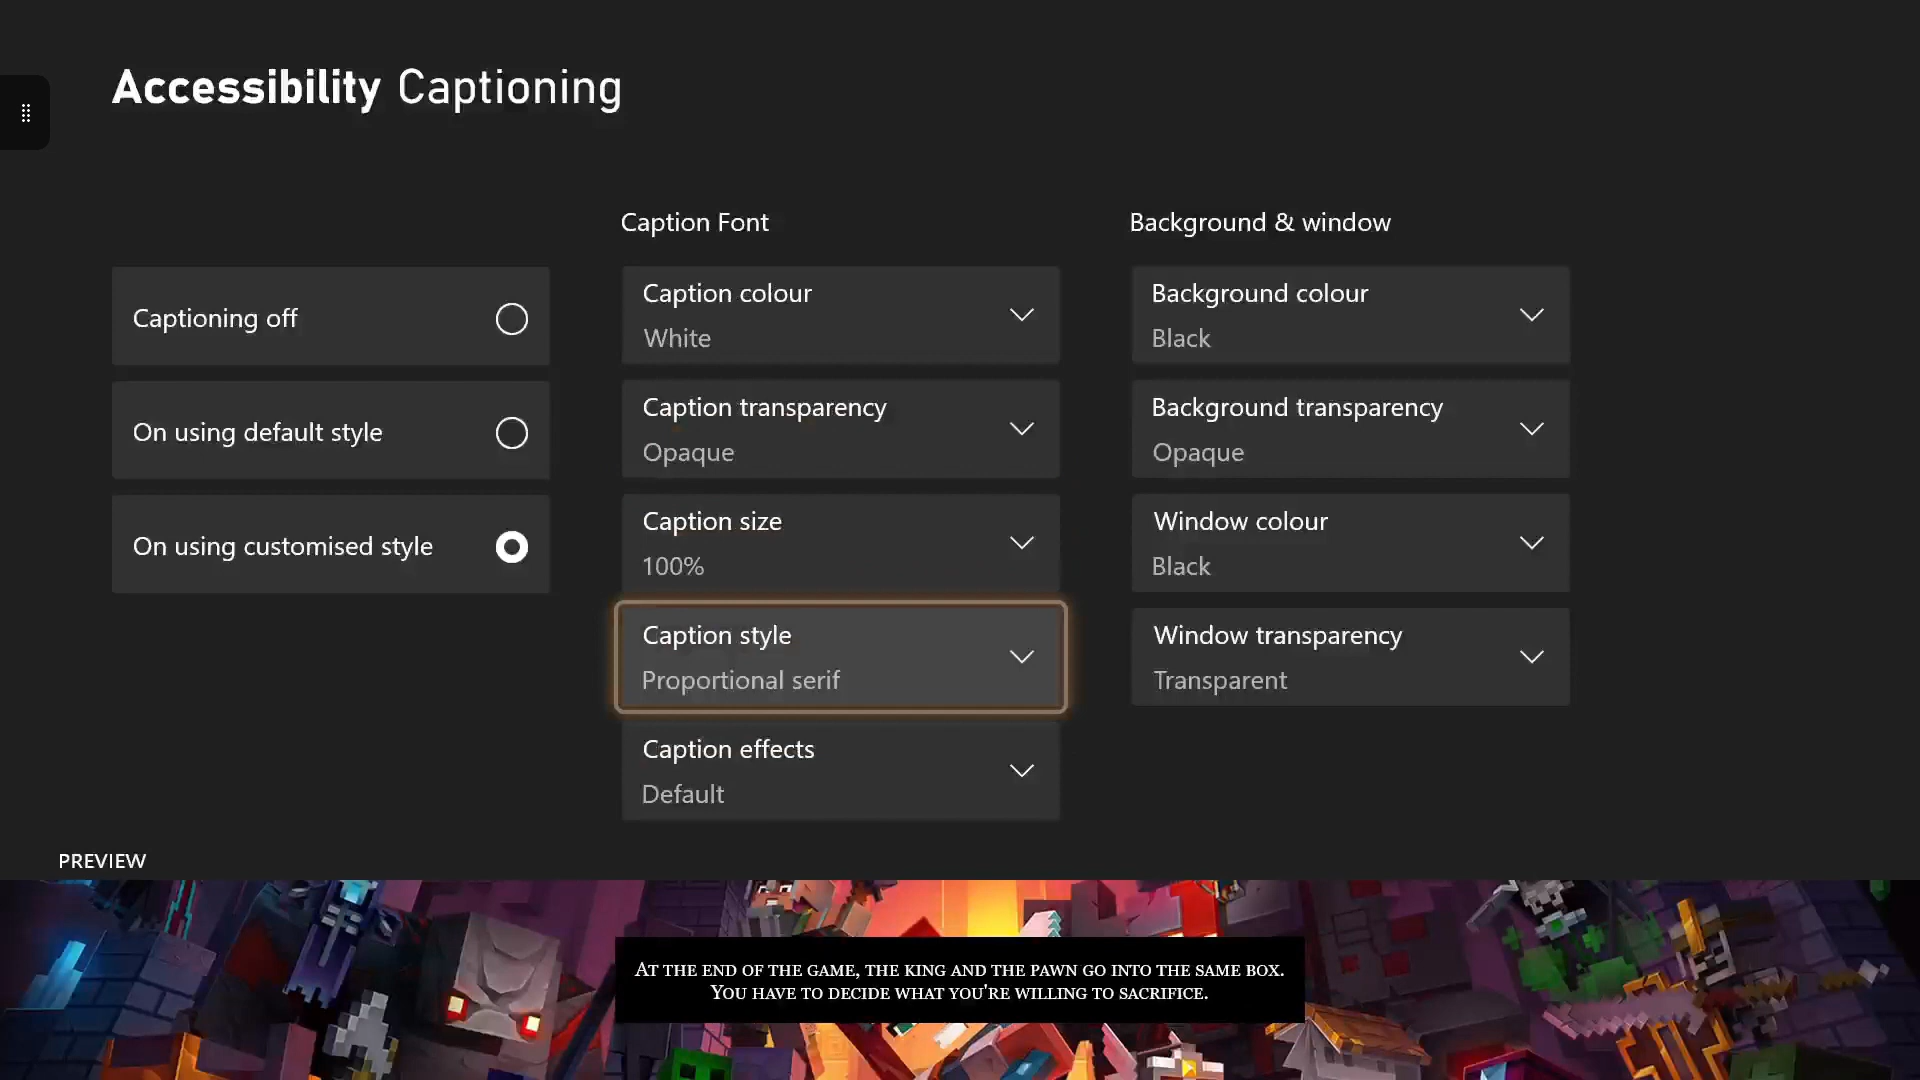 Accessibility Captioning
Captioning off
On using default style
On using customised style
Caption Font
Caption colour
White
Caption transparency
Opaque
Caption size
100%
Caption style
Proportional serif
Caption effects
Default
Background & window
Background colour
Black
Background transparency
Opaque
Window colour
Black
Window transparency
Transparent
PREVIEW
At the end of the game, the king and the pawn go into the same box.
You have to decide what you're willing to sacrifice.